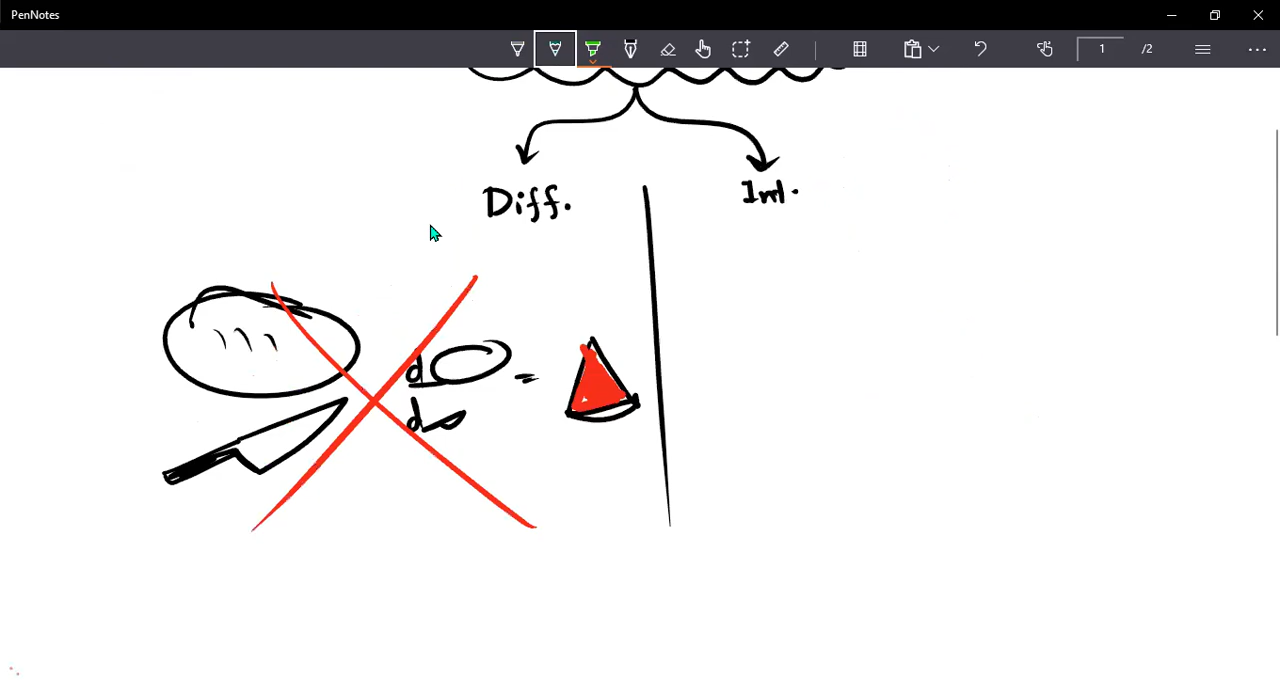 PenNotes
1 /2
Diff.
Int.
d =
d